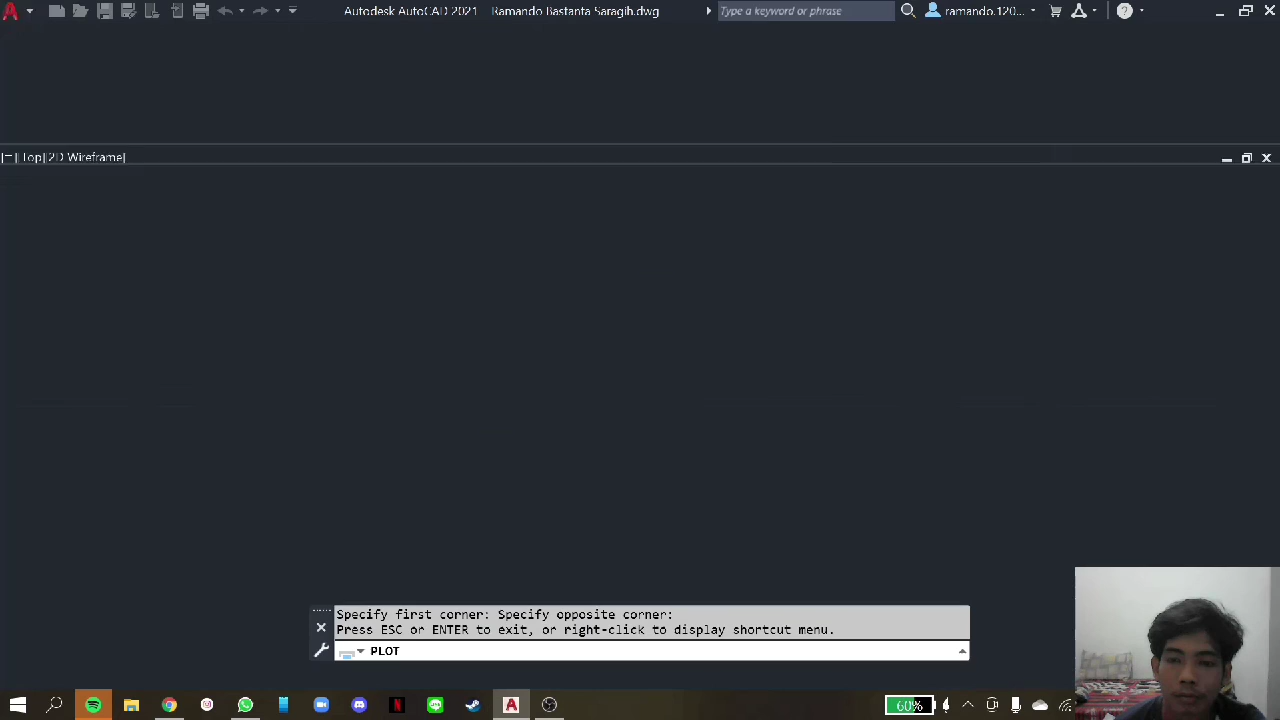 Autodesk AutoCAD 2021 Ramando Bastanta Saragih.dwg
Type a keyword or phrase
ramando.120...
[−][Top][2D Wireframe]
Specify first corner: Specify opposite corner:
Press ESC or ENTER to exit, or right-click to display shortcut menu.
PLOT
60%